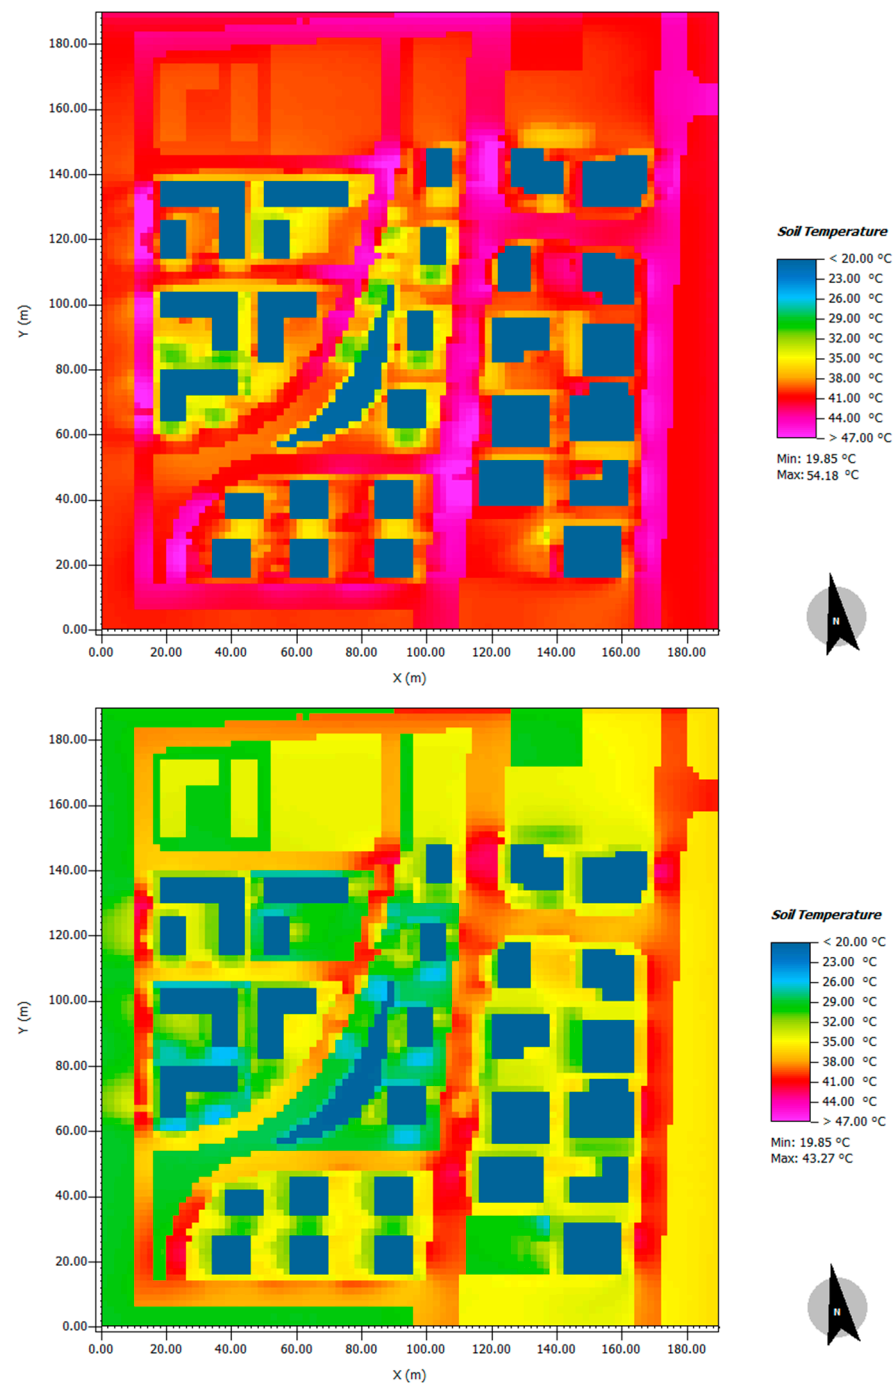 180.00
160.00
140.00
120.00
100.00
80.00
60.00
40.00
20.00
0.00
Y (m)
0.00 20.00 40.00 60.00 80.00 100.00 120.00 140.00 160.00 180.00
X (m)
Soil Temperature
< 20.00 °C
23.00 °C
26.00 °C
29.00 °C
32.00 °C
35.00 °C
38.00 °C
41.00 °C
44.00 °C
> 47.00 °C
Min: 19.85 °C
Max: 54.18 °C
N
180.00
160.00
140.00
120.00
100.00
80.00
60.00
40.00
20.00
0.00
Y (m)
0.00 20.00 40.00 60.00 80.00 100.00 120.00 140.00 160.00 180.00
X (m)
Soil Temperature
< 20.00 °C
23.00 °C
26.00 °C
29.00 °C
32.00 °C
35.00 °C
38.00 °C
41.00 °C
44.00 °C
> 47.00 °C
Min: 19.85 °C
Max: 43.27 °C
N